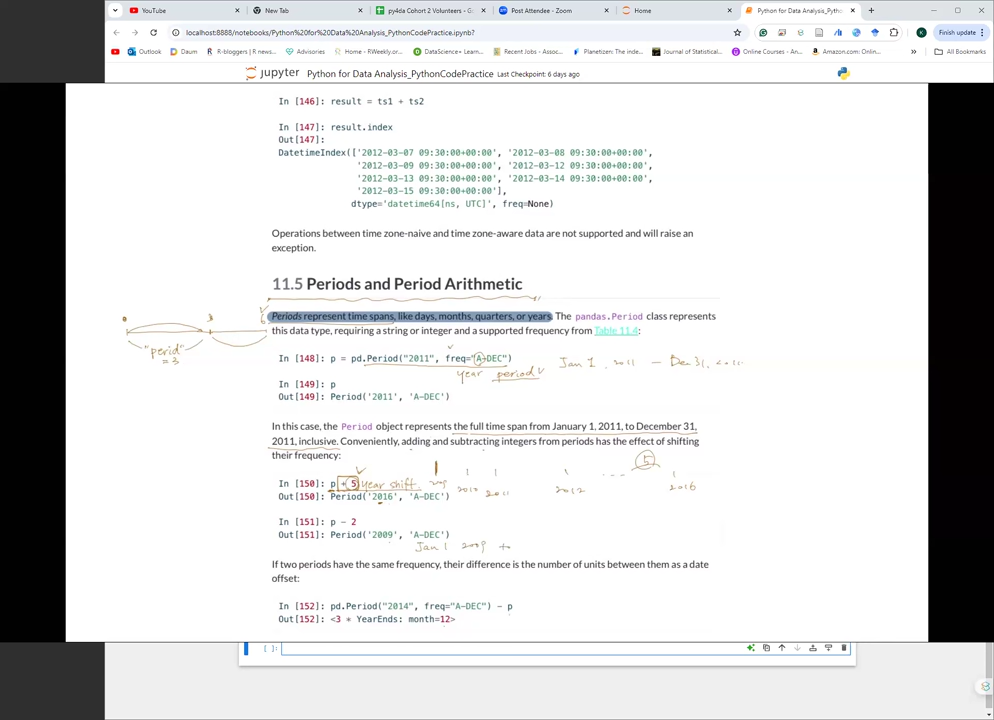 YouTube
New Tab
py4da Cohort 2 Volunteers - G
Post Attendee - Zoom
Home
Python for Data Analysis_Pytho
localhost:8888/notebooks/Python%20for%20Data%20Analysis_PythonCodePractice.ipynb?
Finish update
Outlook
Daum
R-bloggers | R news
Advisories
Home - RWeekly.org
DataScience+ Learn
Recent Jobs - Assoc
Planetizen: The inde
Journal of Statistical
Online Courses - An
Amazon.com: Onlin
All Bookmarks
jupyter Python for Data Analysis_PythonCodePractice Last Checkpoint: 6 days ago
In [146]: result = ts1 + ts2
In [147]: result.index
Out[147]:
DatetimeIndex(['2012-03-07 09:30:00+00:00', '2012-03-08 09:30:00+00:00',
'2012-03-09 09:30:00+00:00', '2012-03-12 09:30:00+00:00',
'2012-03-13 09:30:00+00:00', '2012-03-14 09:30:00+00:00',
'2012-03-15 09:30:00+00:00'],
dtype='datetime64[ns, UTC]', freq=None)
Operations between time zone-naive and time zone-aware data are not supported and will raise an
exception.
11.5 Periods and Period Arithmetic
Periods represent time spans, like days, months, quarters, or years. The pandas.Period class represents
this data type, requiring a string or integer and a supported frequency from Table 11.4:
3
6
"period"
= 3
In [148]: p = pd.Period("2011", freq="A-DEC")
Jan 1, 2011 - Dec 31, 2011
year period
In [149]: p
Out[149]: Period('2011', 'A-DEC')
In this case, the Period object represents the full time span from January 1, 2011, to December 31,
2011, inclusive. Conveniently, adding and subtracting integers from periods has the effect of shifting
their frequency:
5
In [150]: p + 5 year shift.
2010 2011 2012 ... 2016
Out[150]: Period('2016', 'A-DEC')
In [151]: p - 2
Out[151]: Period('2009', 'A-DEC')
Jan 1 2009
If two periods have the same frequency, their difference is the number of units between them as a date
offset:
In [152]: pd.Period("2014", freq="A-DEC") - p
Out[152]: <3 * YearEnds: month=12>
[ ]: